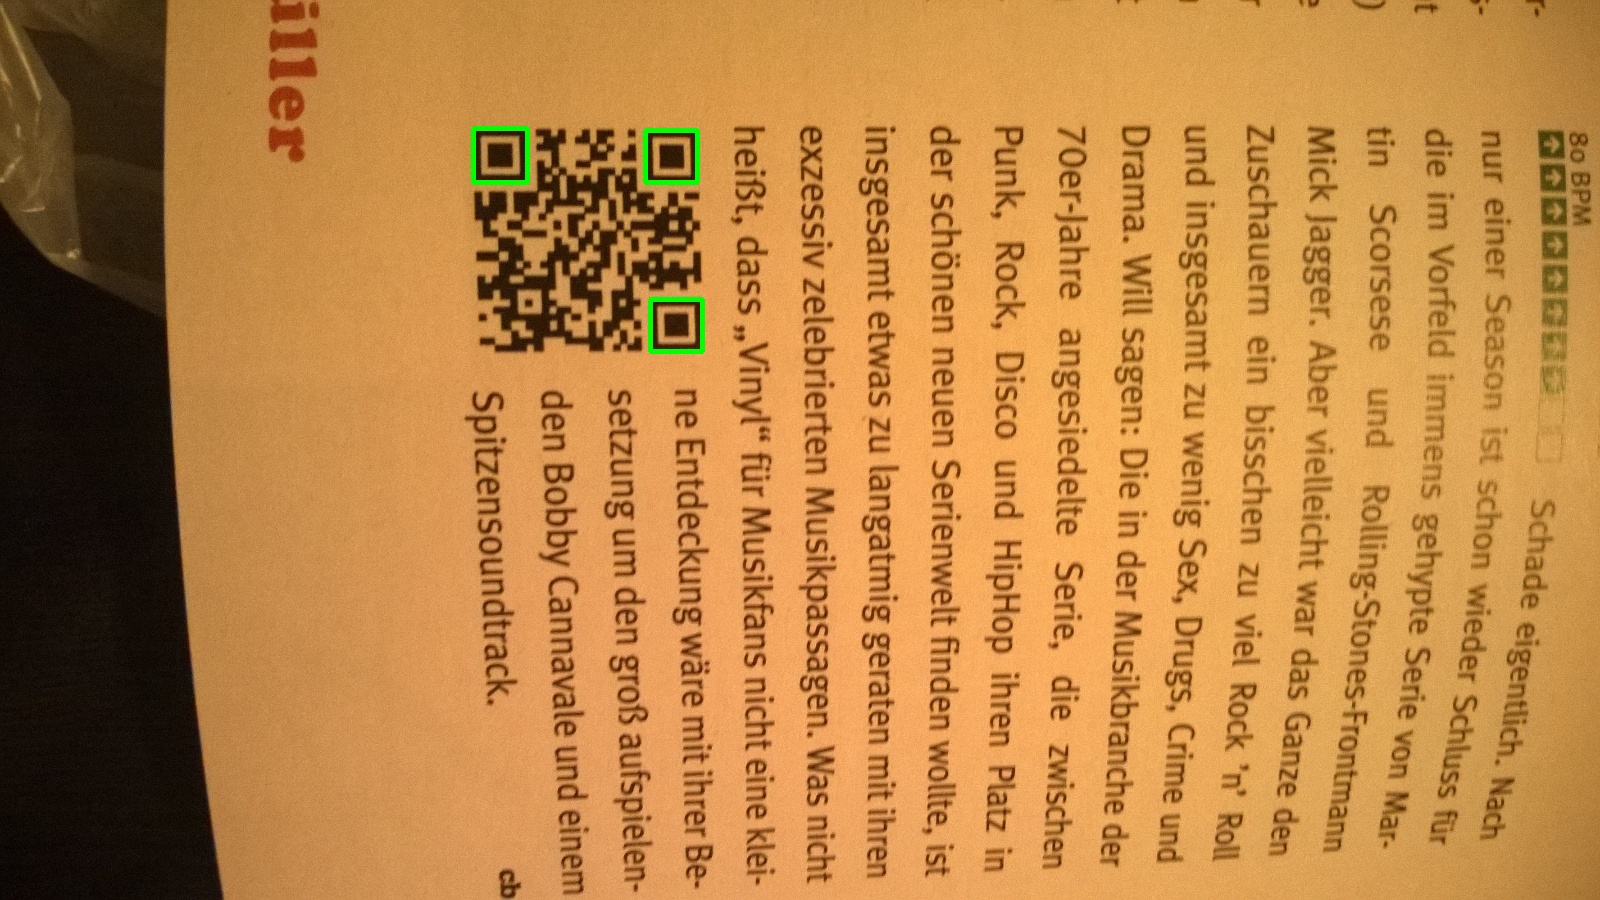 80 BPM
Schade eigentlich. Nach
nur einer Season ist schon wieder Schluss für
die im Vorfeld immens gehypte Serie von Mar-
tin Scorsese und Rolling-Stones-Frontmann
Mick Jagger. Aber vielleicht war das Ganze den
Zuschauern ein bisschen zu viel Rock 'n' Roll
und insgesamt zu wenig Sex, Drugs, Crime und
Drama. Will sagen: Die in der Musikbranche der
70er-Jahre angesiedelte Serie, die zwischen
Punk, Rock, Disco und HipHop ihren Platz in
der schönen neuen Serienwelt finden wollte, ist
insgesamt etwas zu langatmig geraten mit ihren
exzessiv zelebrierten Musikpassagen. Was nicht
heißt, dass „Vinyl“ für Musikfans nicht eine klei-
ne Entdeckung wäre mit ihrer Be-
setzung um den groß aufspielen-
den Bobby Cannavale und einem
Spitzensoundtrack.
cb
iller